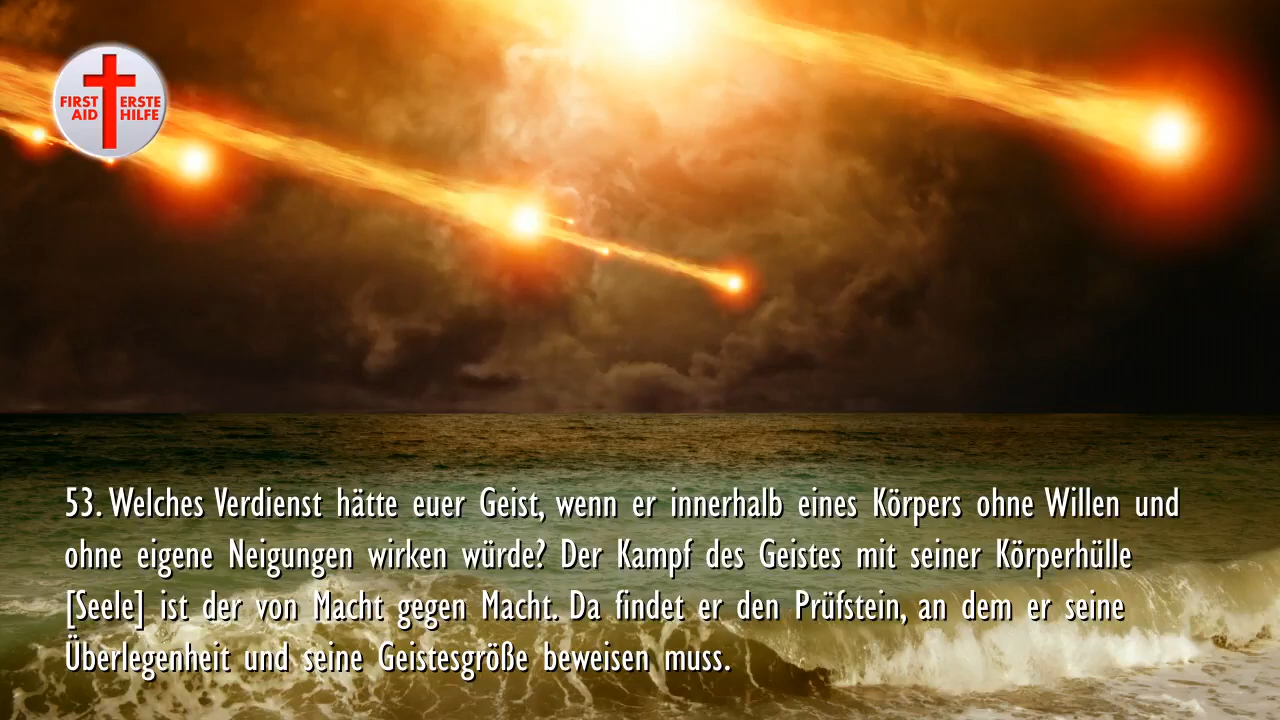 FIRST ERSTE
AID HILFE
53. Welches Verdienst hätte euer Geist, wenn er innerhalb eines Körpers ohne Willen und
ohne eigene Neigungen wirken würde? Der Kampf des Geistes mit seiner Körperhülle
[Seele] ist der von Macht gegen Macht. Da findet er den Prüfstein, an dem er seine
Überlegenheit und seine Geistesgröße beweisen muss.